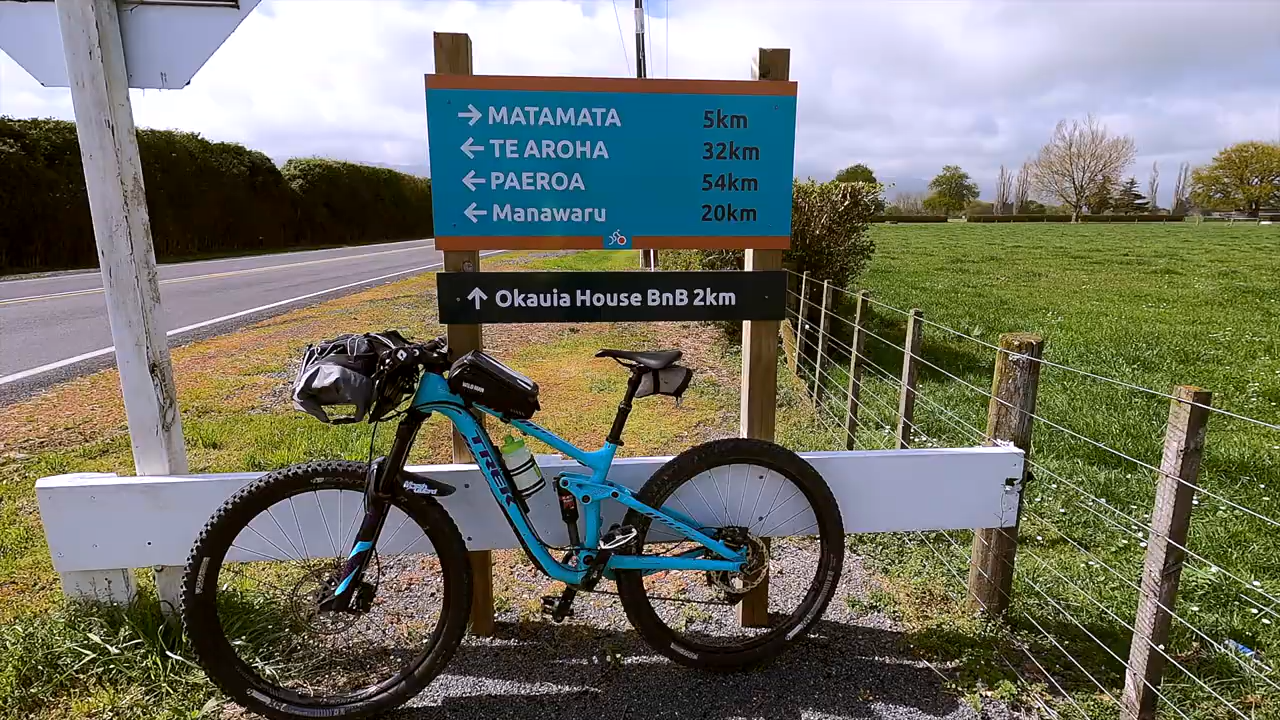 → MATAMATA 5km
← TE AROHA 32km
← PAEROA 54km
← Manawaru 20km
↑ Okauia House BnB 2km
TREK